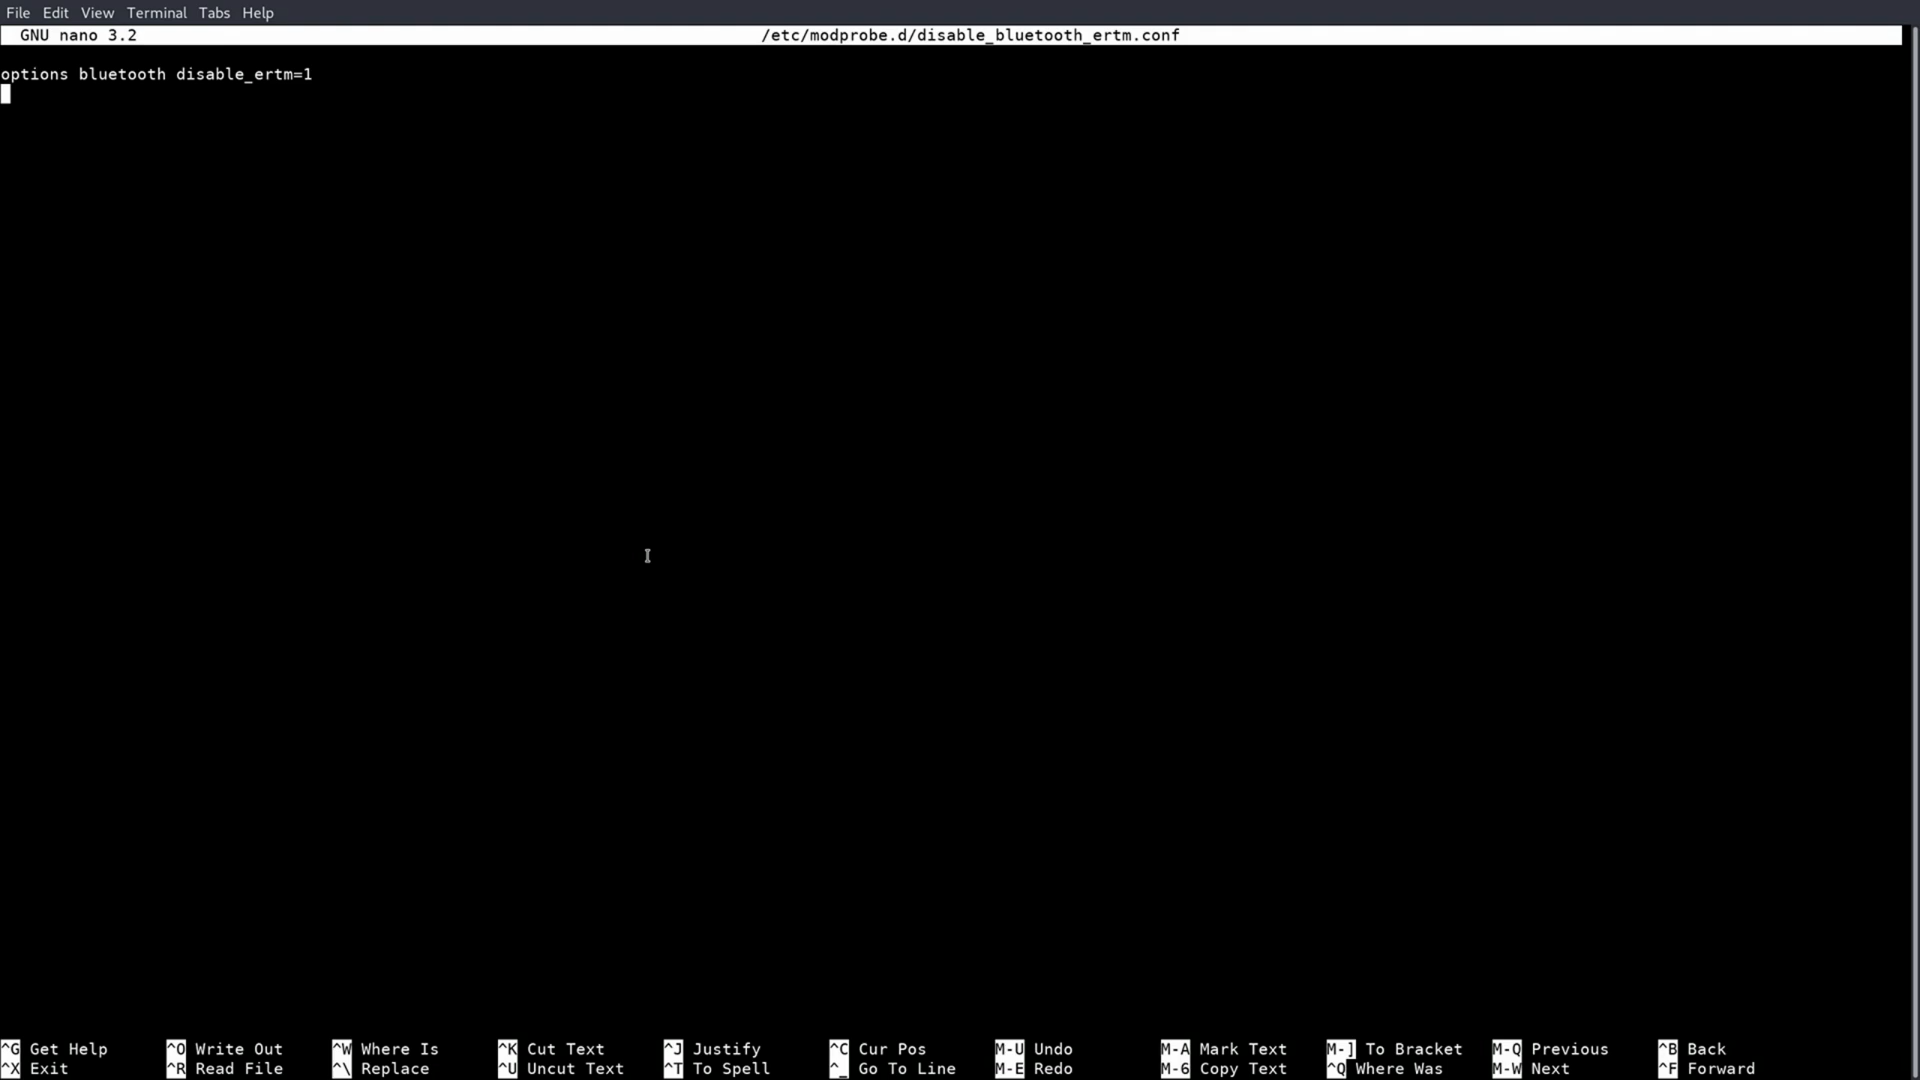 File Edit View Terminal Tabs Help
GNU nano 3.2 /etc/modprobe.d/disable_bluetooth_ertm.conf
options bluetooth disable_ertm=1
^G Get Help ^O Write Out ^W Where Is ^K Cut Text ^J Justify ^C Cur Pos M-U Undo M-A Mark Text M-] To Bracket M-Q Previous ^B Back
^X Exit ^R Read File ^\ Replace ^U Uncut Text ^T To Spell ^_ Go To Line M-E Redo M-6 Copy Text ^Q Where Was M-W Next ^F Forward